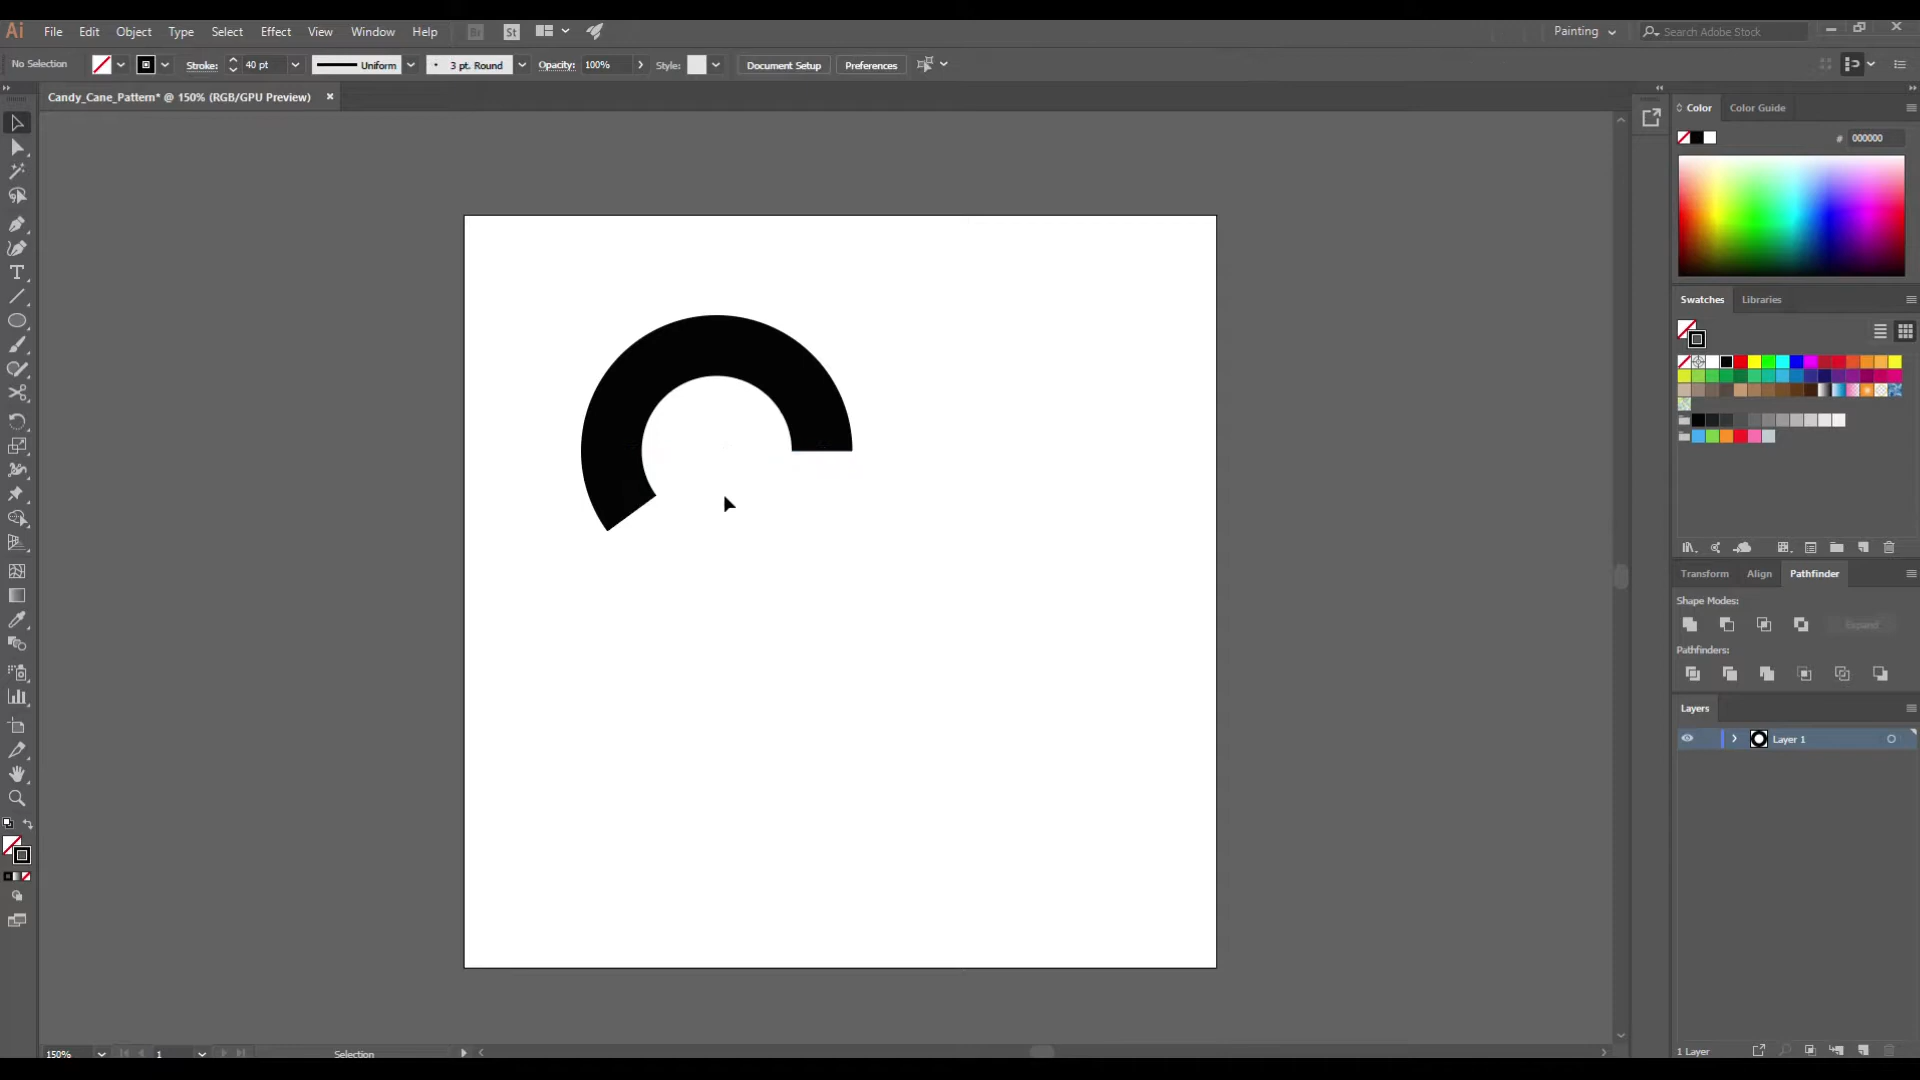 Ai File Edit Object Type Select Effect View Window Help Br St Painting Search Adobe Stock
No Selection Stroke: 40 pt Uniform 3 pt. Round Opacity: 100% Style: Document Setup Preferences
Candy_Cane_Pattern* @ 150% (RGB/GPU Preview)
Color Color Guide
# 000000
Swatches Libraries
Transform Align Pathfinder
Shape Modes:
Expand
Pathfinders:
Layers
Layer 1
150% 1 Selection
1 Layer